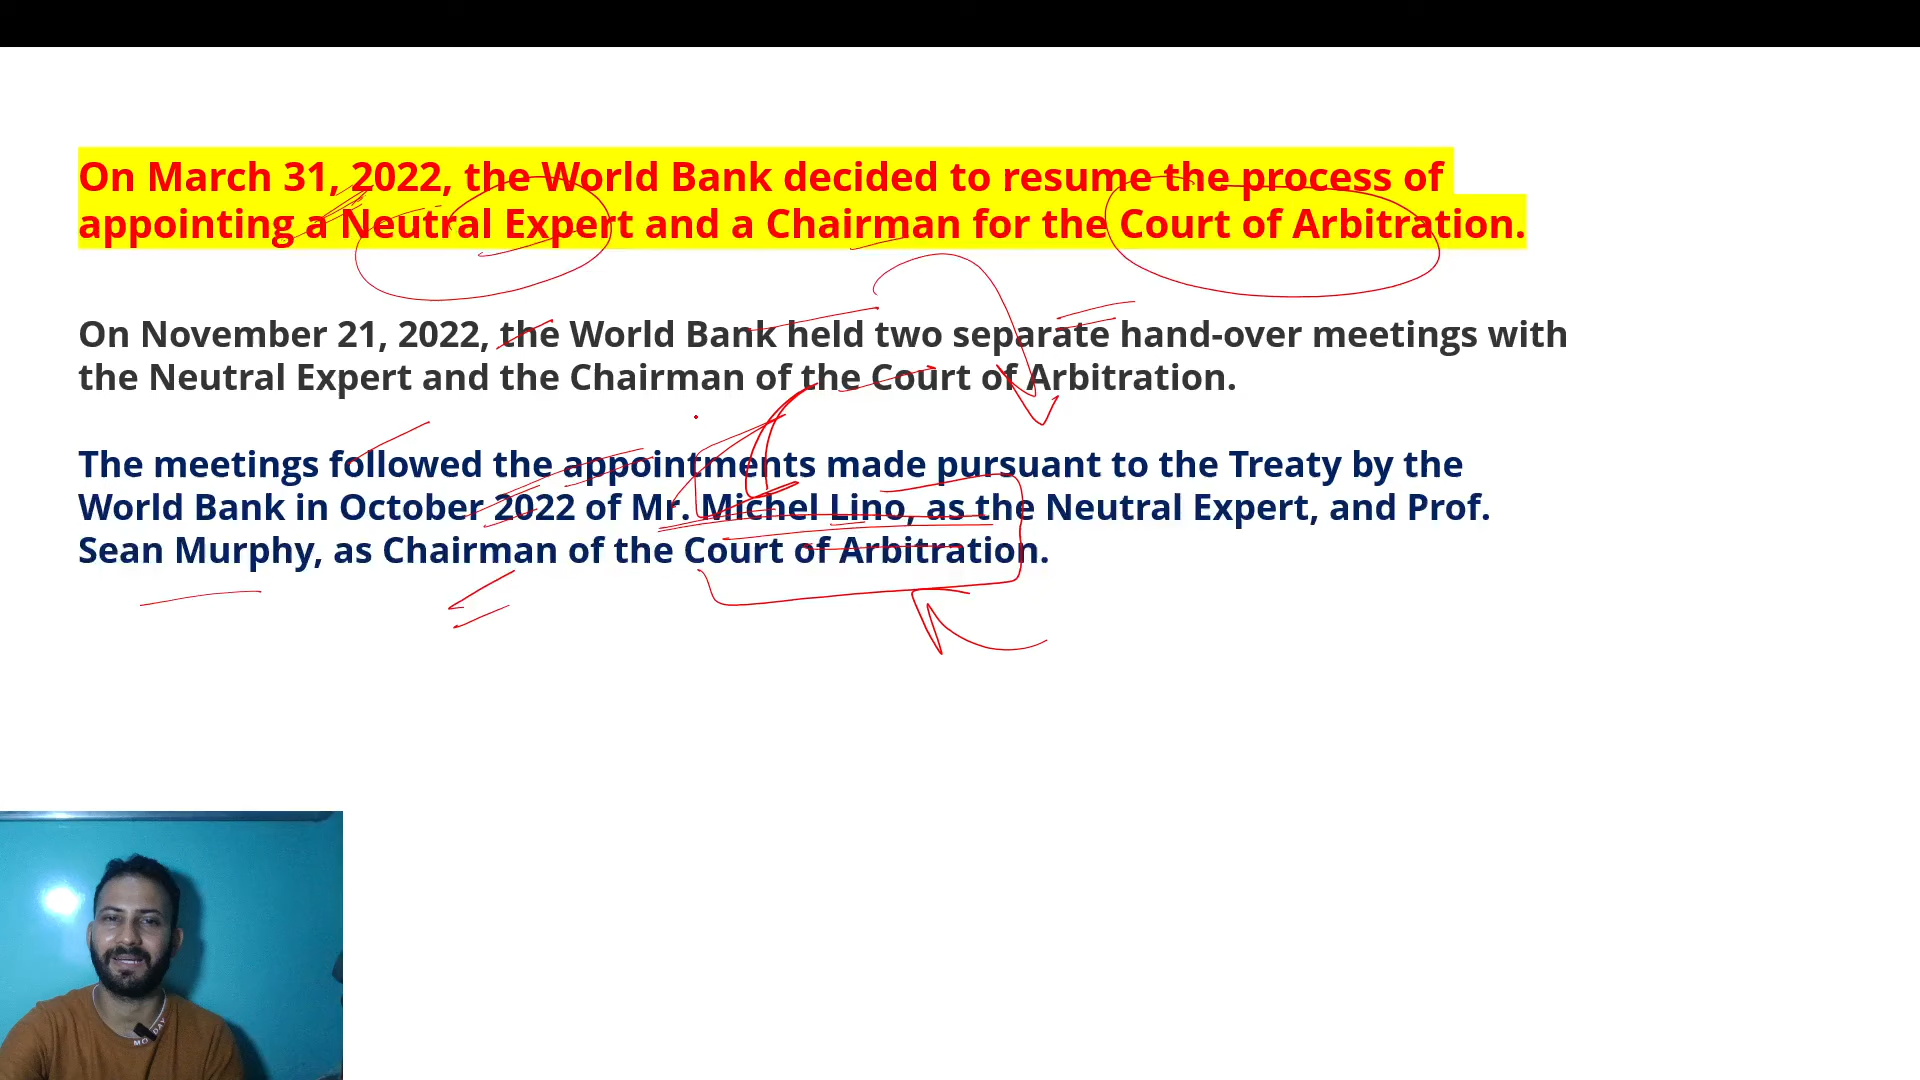 On March 31, 2022, the World Bank decided to resume the process of
appointing a Neutral Expert and a Chairman for the Court of Arbitration.
On November 21, 2022, the World Bank held two separate hand-over meetings with
the Neutral Expert and the Chairman of the Court of Arbitration.
The meetings followed the appointments made pursuant to the Treaty by the
World Bank in October 2022 of Mr. Michel Lino, as the Neutral Expert, and Prof.
Sean Murphy, as Chairman of the Court of Arbitration.